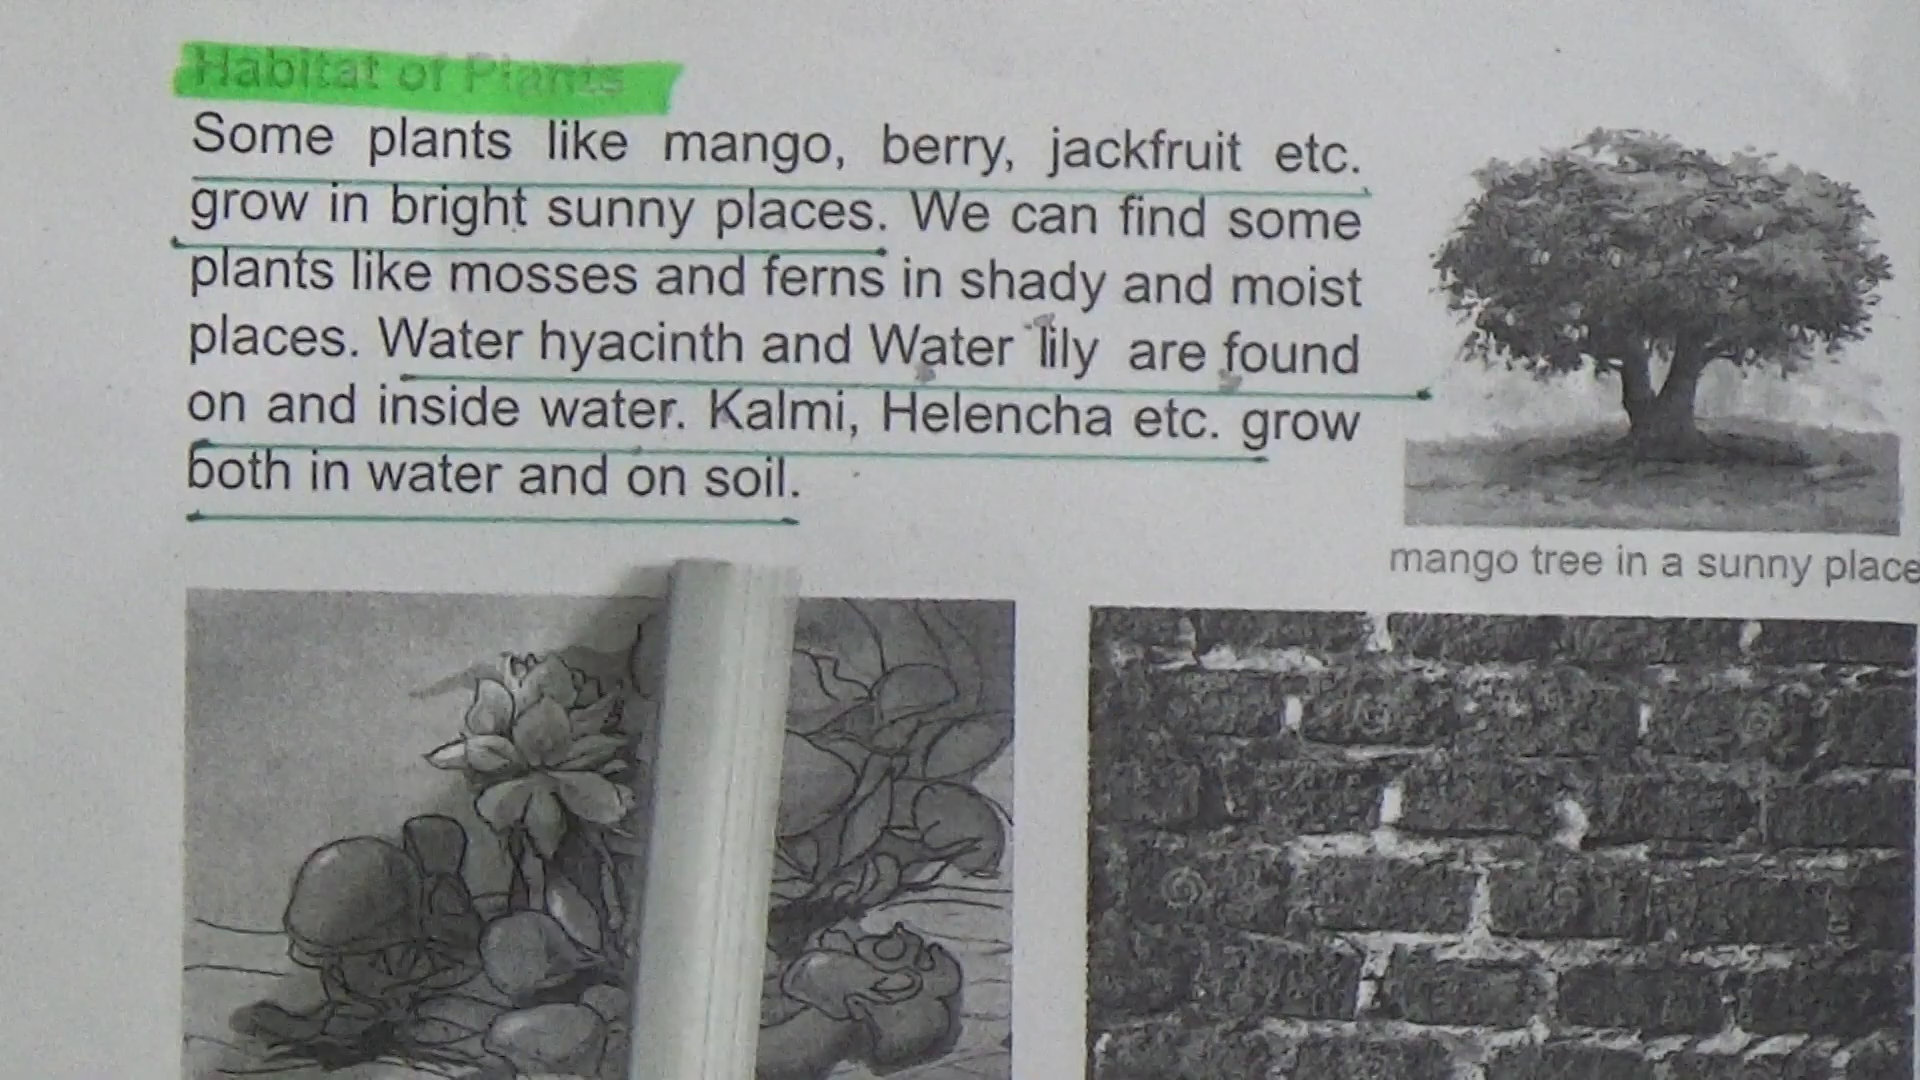 Habitat of Plants
Some plants like mango, berry, jackfruit etc.
grow in bright sunny places. We can find some
plants like mosses and ferns in shady and moist
places. Water hyacinth and Water lily are found
on and inside water. Kalmi, Helencha etc. grow
both in water and on soil.
mango tree in a sunny place